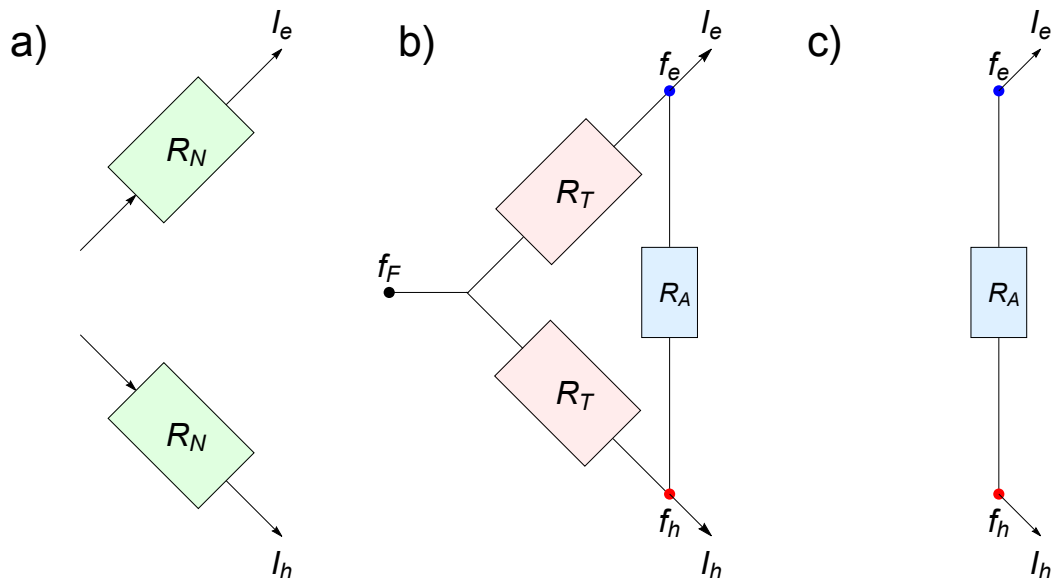 a)
I_e
R_N
R_N
I_h
b)
I_e
f_e
R_T
f_F
R_A
R_T
f_h
I_h
c)
I_e
f_e
R_A
f_h
I_h